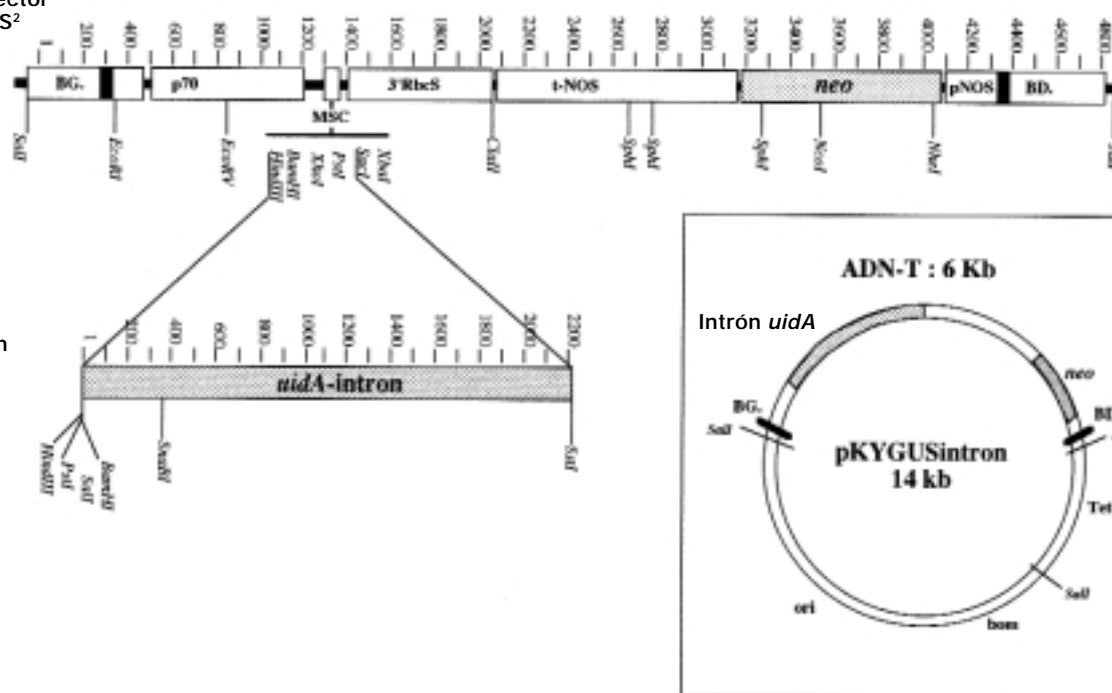 ector
S²
1 200 400 600 800 1000 1200 1400 1600 1800 2000 2200 2400 2600 2800 3000 3200 3400 3600 3800 4000 4200 4400 4600 4800
BG. p70 3'RbcS t-NOS neo pNOS BD.
MSC
SalI EcoRI EcoRV HindIII BamHI XhoI PstI SacI XbaI ClaII SphI SphI SphI NcoI NheI
1 200 400 600 800 1000 1200 1400 1600 1800 2000 2200
n
uidA-intron
HindIII PstI SalI BamHI SnaBI SstI
ADN-T : 6 Kb
Intrón uidA
neo
BG.
SalI
pKYGUSintron
14 kb
Tet
SalI
ori
bom